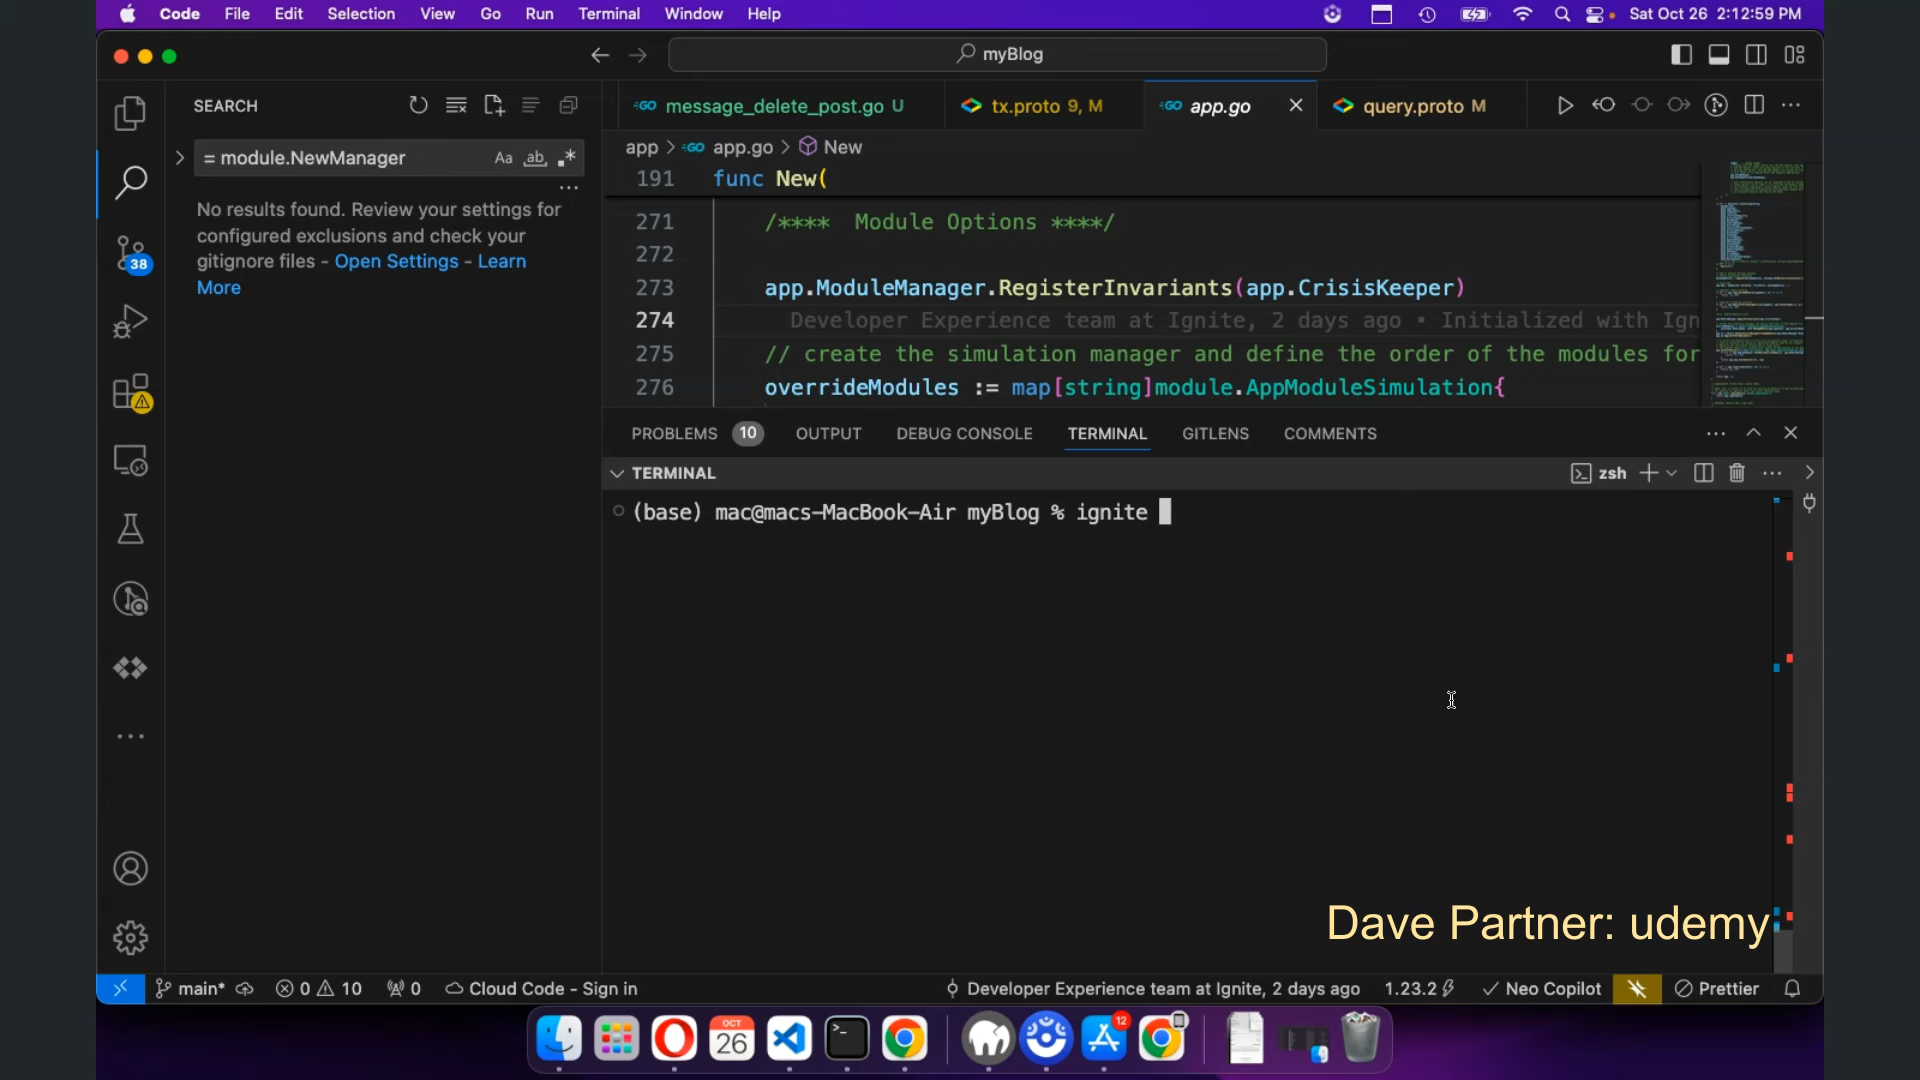 Code File Edit Selection View Go Run Terminal Window Help Sat Oct 26 2:12:59 PM
myBlog
SEARCH
= module.NewManager Aa ab
No results found. Review your settings for
configured exclusions and check your
gitignore files - Open Settings - Learn
More
38
message_delete_post.go U tx.proto 9, M app.go query.proto M
app > app.go > New
191 func New(
271 /**** Module Options ****/
272
273 app.ModuleManager.RegisterInvariants(app.CrisisKeeper)
274 Developer Experience team at Ignite, 2 days ago • Initialized with Ign
275 // create the simulation manager and define the order of the modules for
276 overrideModules := map[string]module.AppModuleSimulation{
PROBLEMS 10 OUTPUT DEBUG CONSOLE TERMINAL GITLENS COMMENTS
TERMINAL zsh
(base) mac@macs-MacBook-Air myBlog % ignite
Dave Partner: udemy
main* 0 10 0 Cloud Code - Sign in Developer Experience team at Ignite, 2 days ago 1.23.2 Neo Copilot Prettier
OCT
26
12